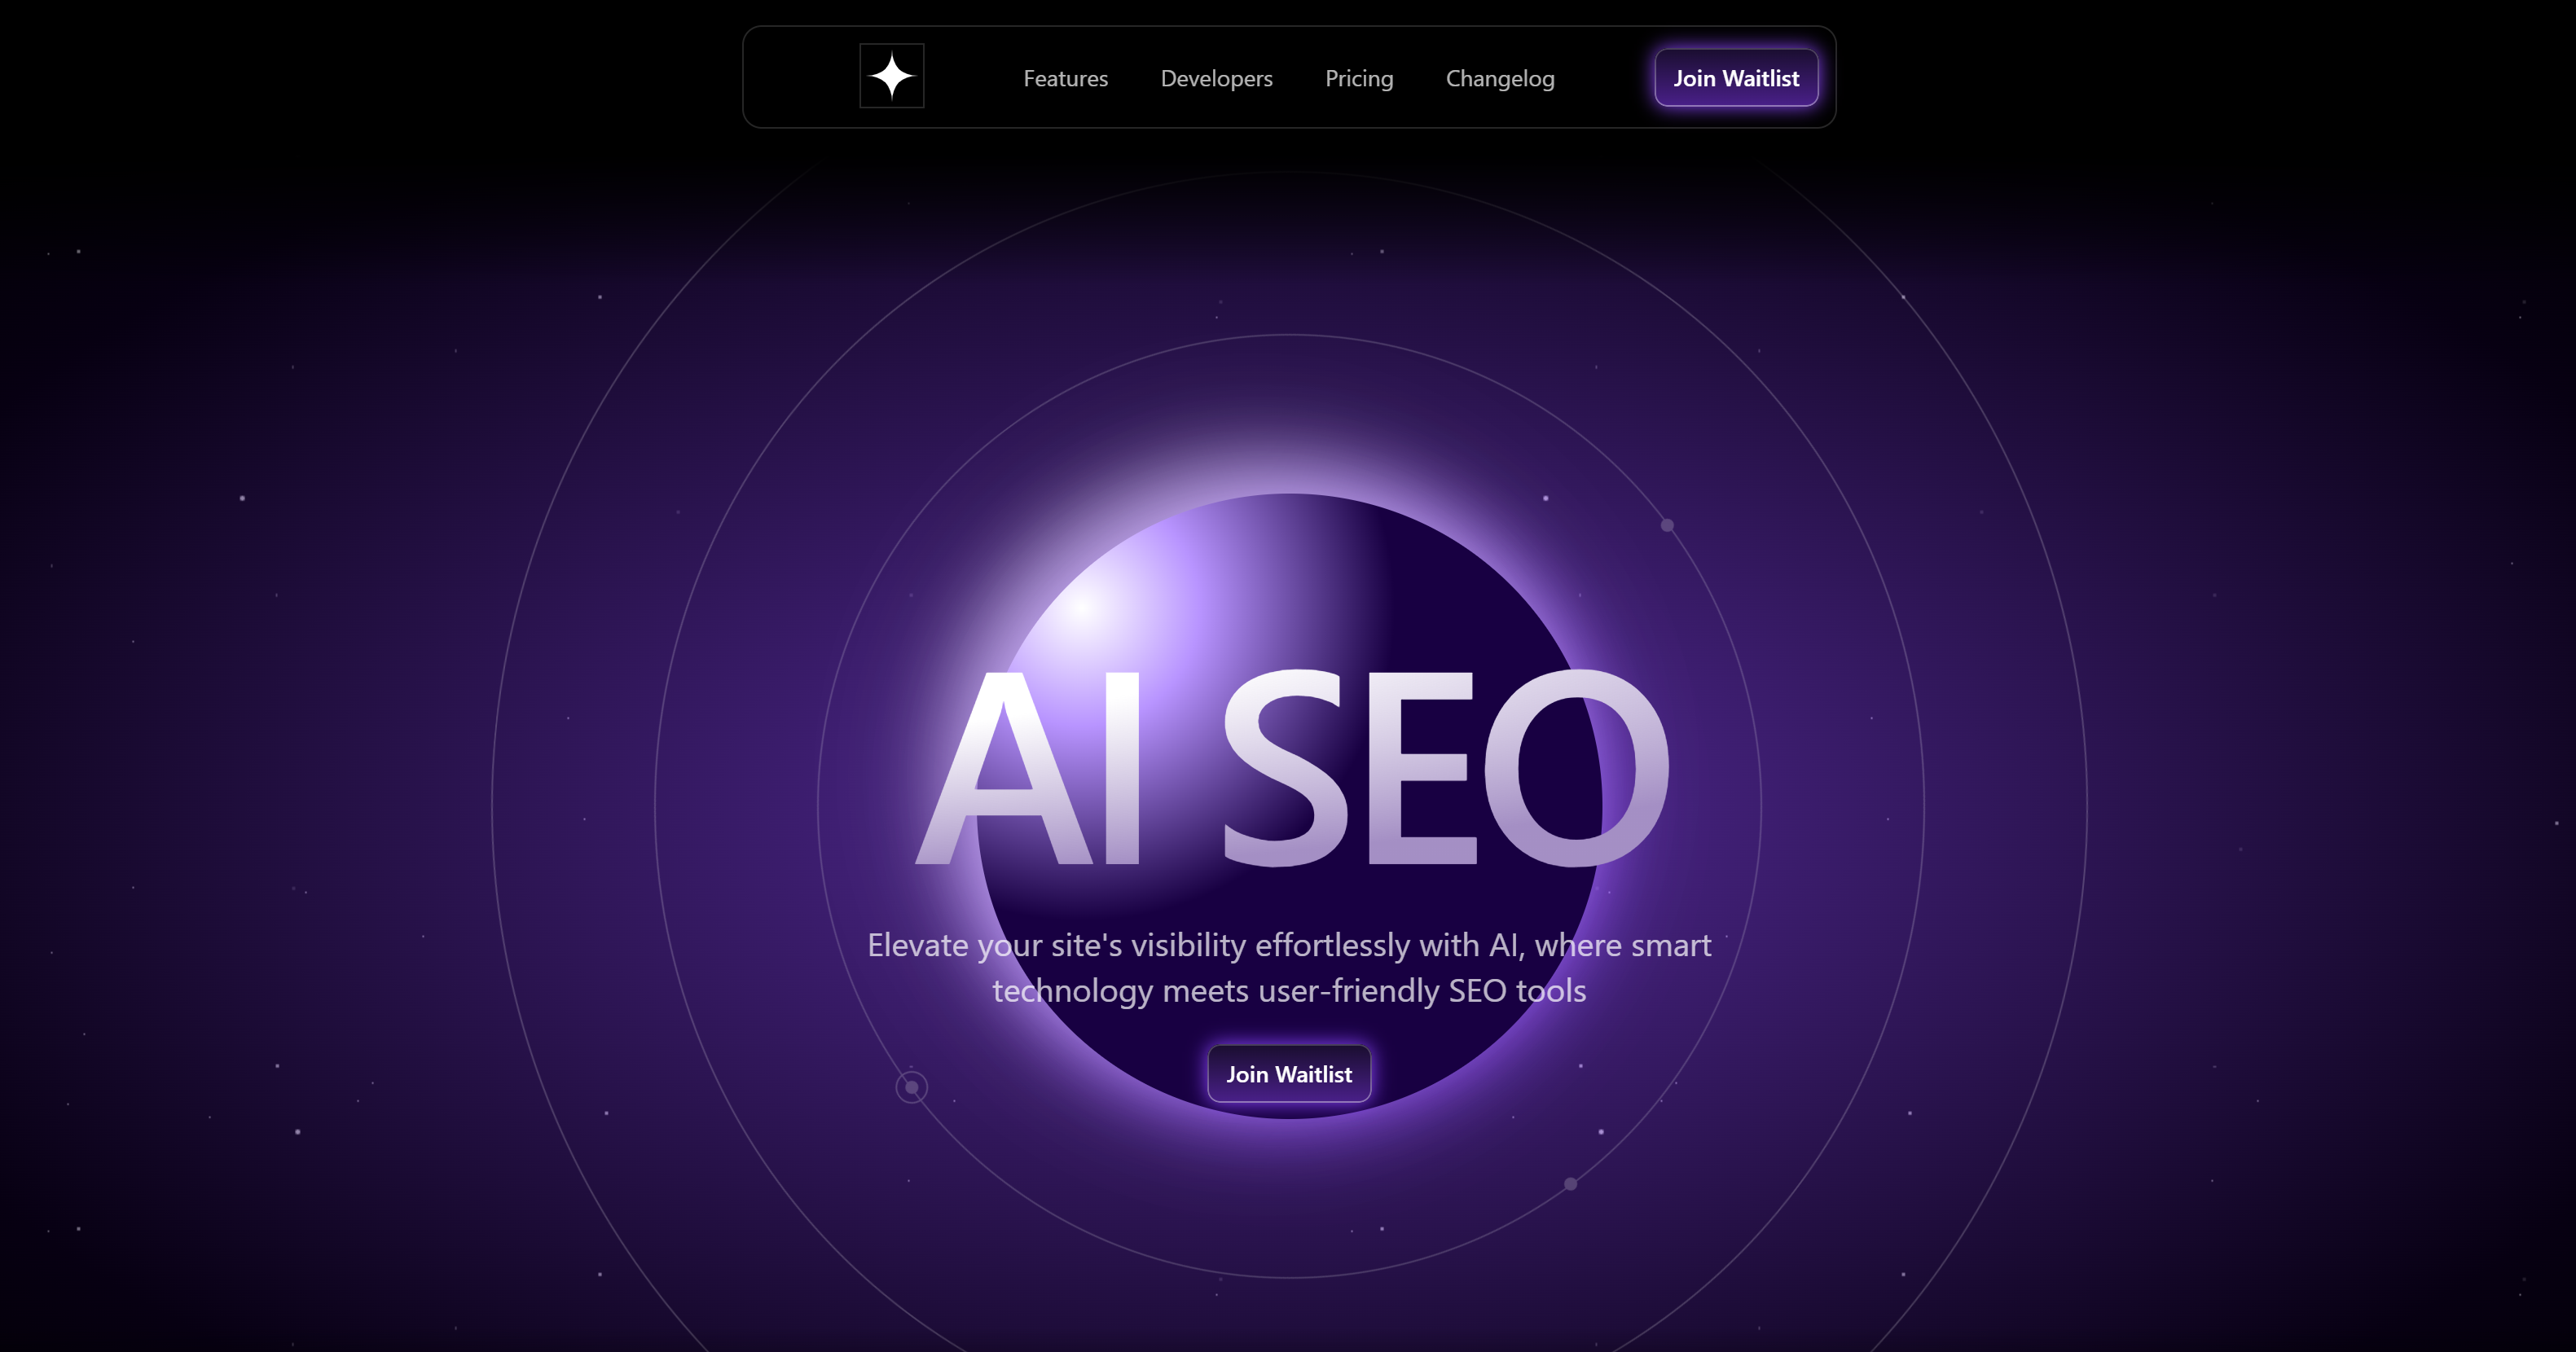 Features
Developers
Pricing
Changelog
Join Waitlist
AI SEO
Elevate your site's visibility effortlessly with AI, where smart
technology meets user-friendly SEO tools
Join Waitlist